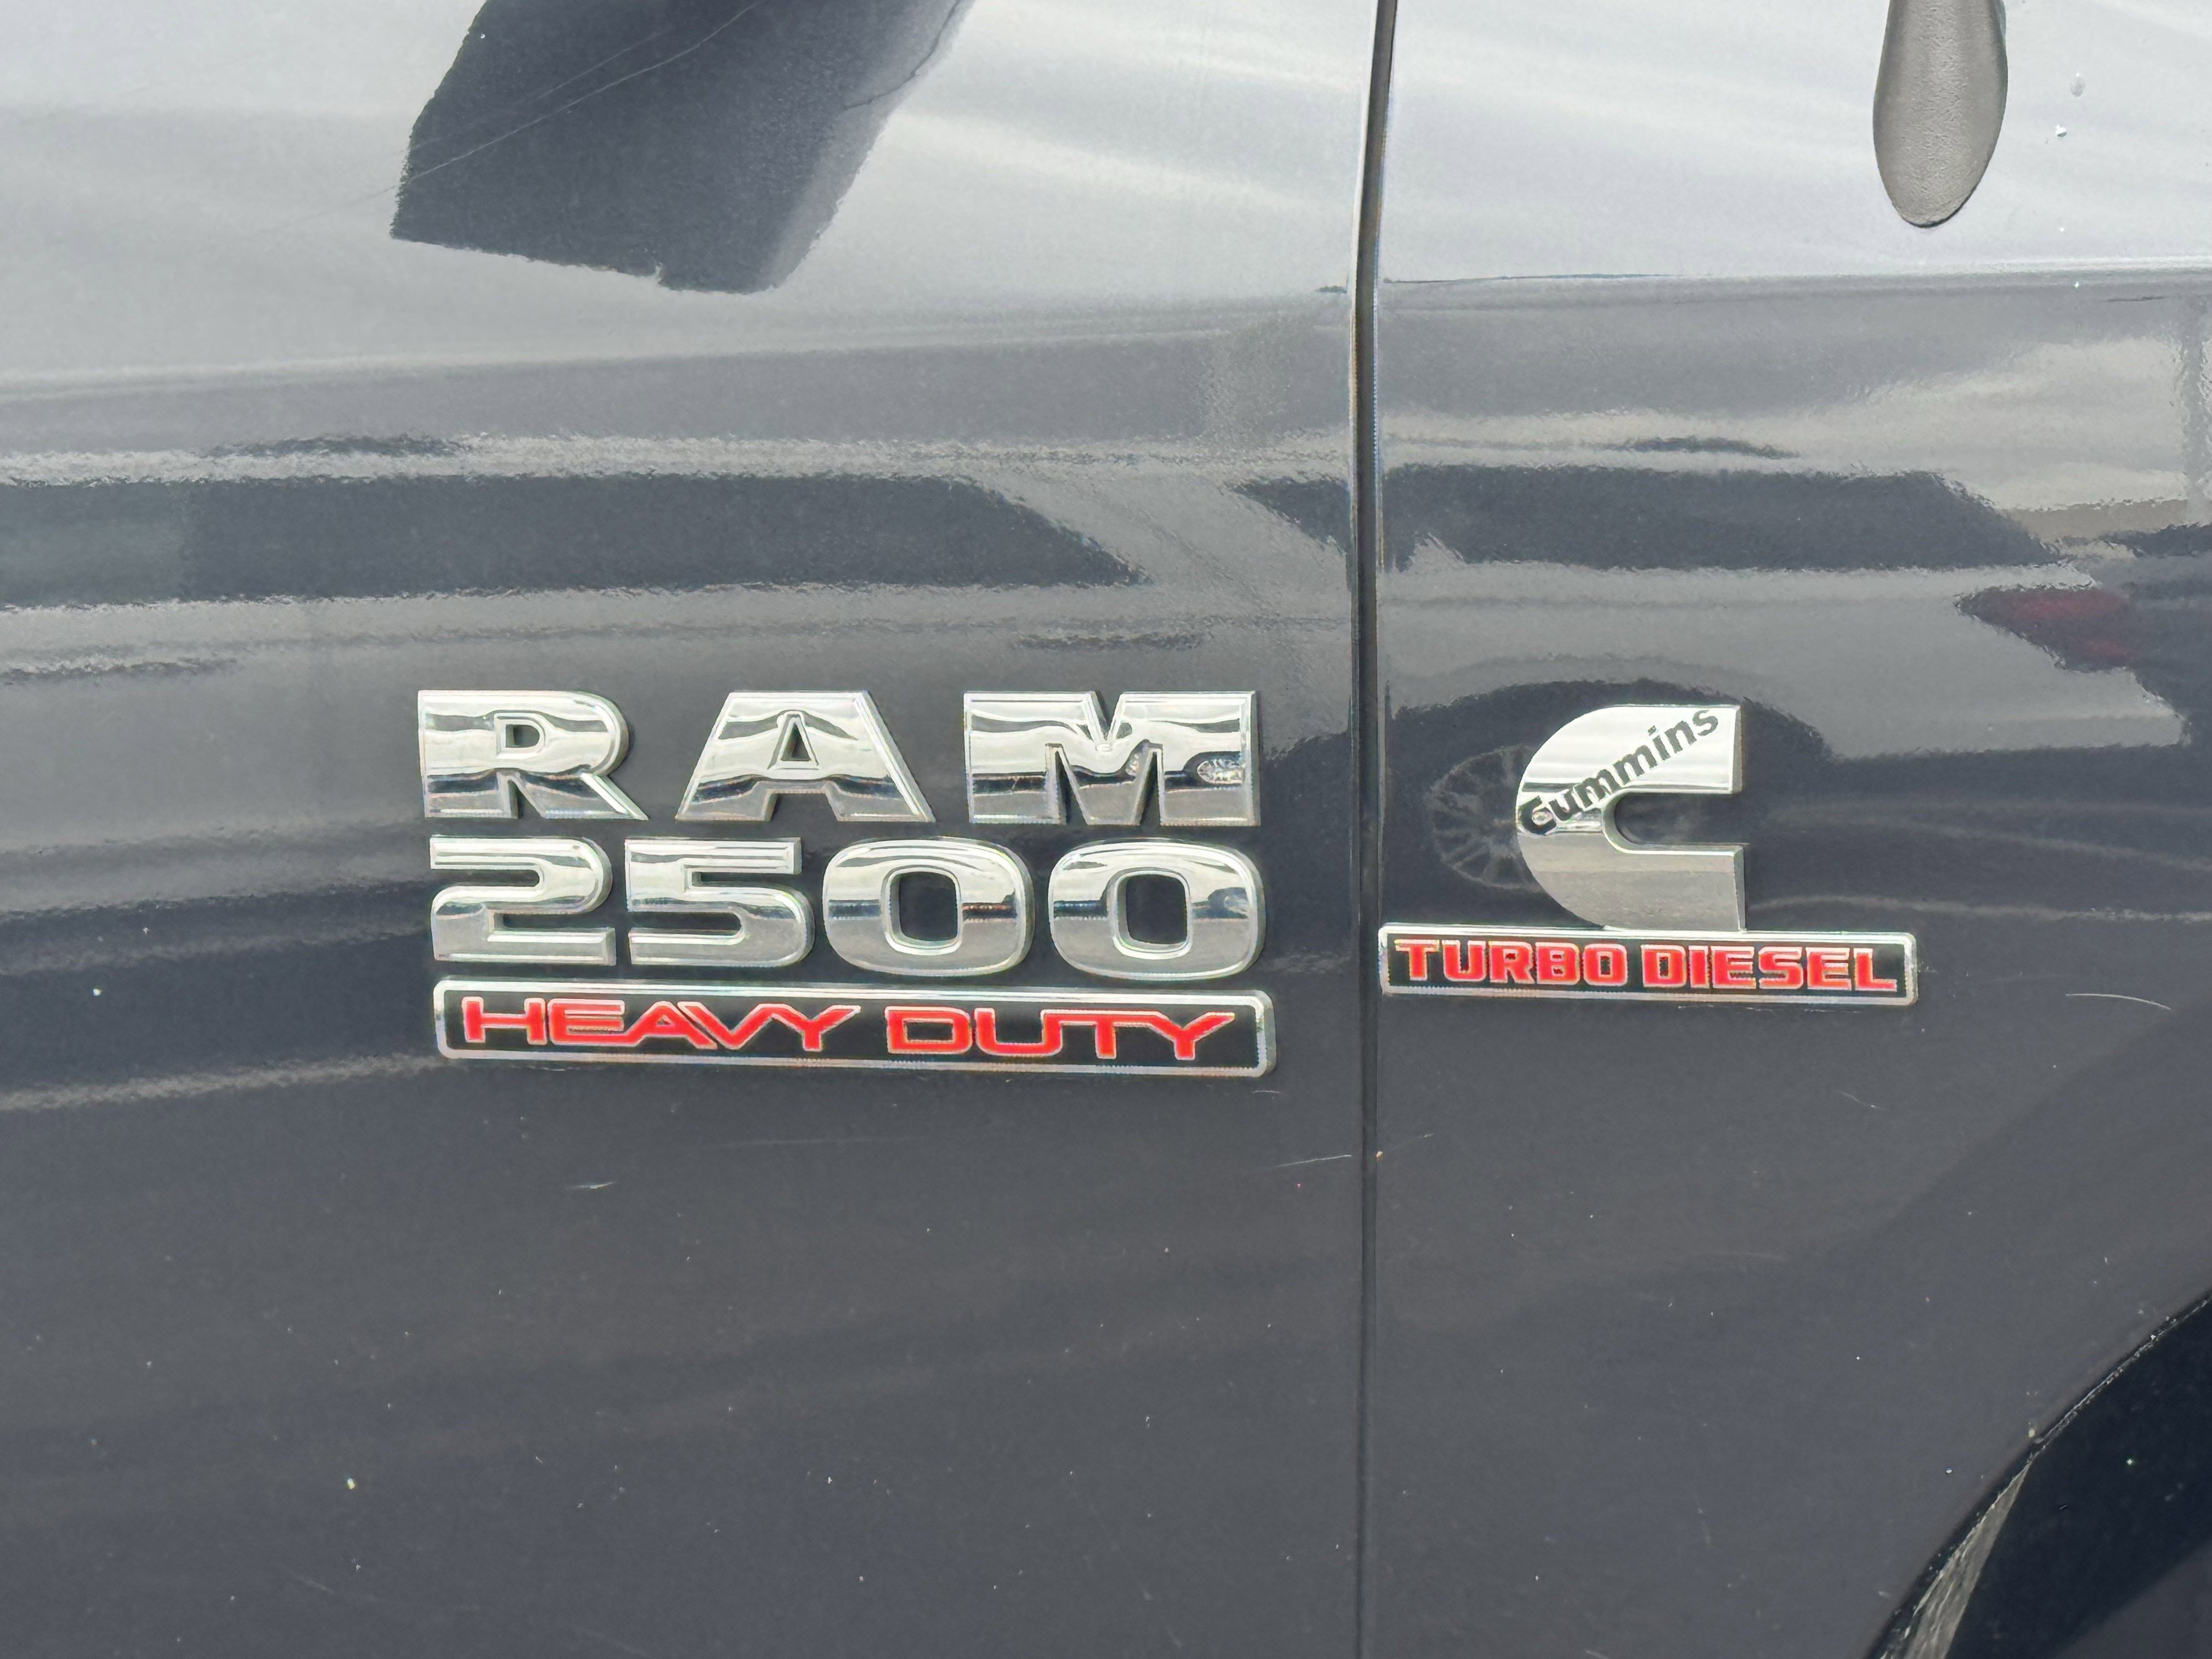 RAM
2500
HEAVY DUTY
Cummins
TURBO DIESEL